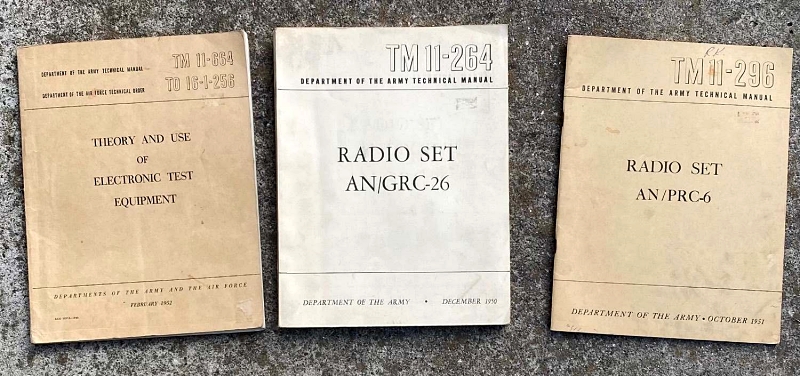 DEPARTMENT OF THE ARMY TECHNICAL MANUAL
TM 11-664
DEPARTMENT OF THE AIR FORCE TECHNICAL ORDER
TO 16-1-256
THEORY AND USE
OF
ELECTRONIC TEST
EQUIPMENT
DEPARTMENTS OF THE ARMY AND THE AIR FORCE
FEBRUARY 1952
TM 11-264
DEPARTMENT OF THE ARMY TECHNICAL MANUAL
RADIO SET
AN/GRC-26
DEPARTMENT OF THE ARMY • DECEMBER 1950
RK
TM 11-296
DEPARTMENT OF THE ARMY TECHNICAL MANUAL
RADIO SET
AN/PRC-6
DEPARTMENT OF THE ARMY • OCTOBER 1951